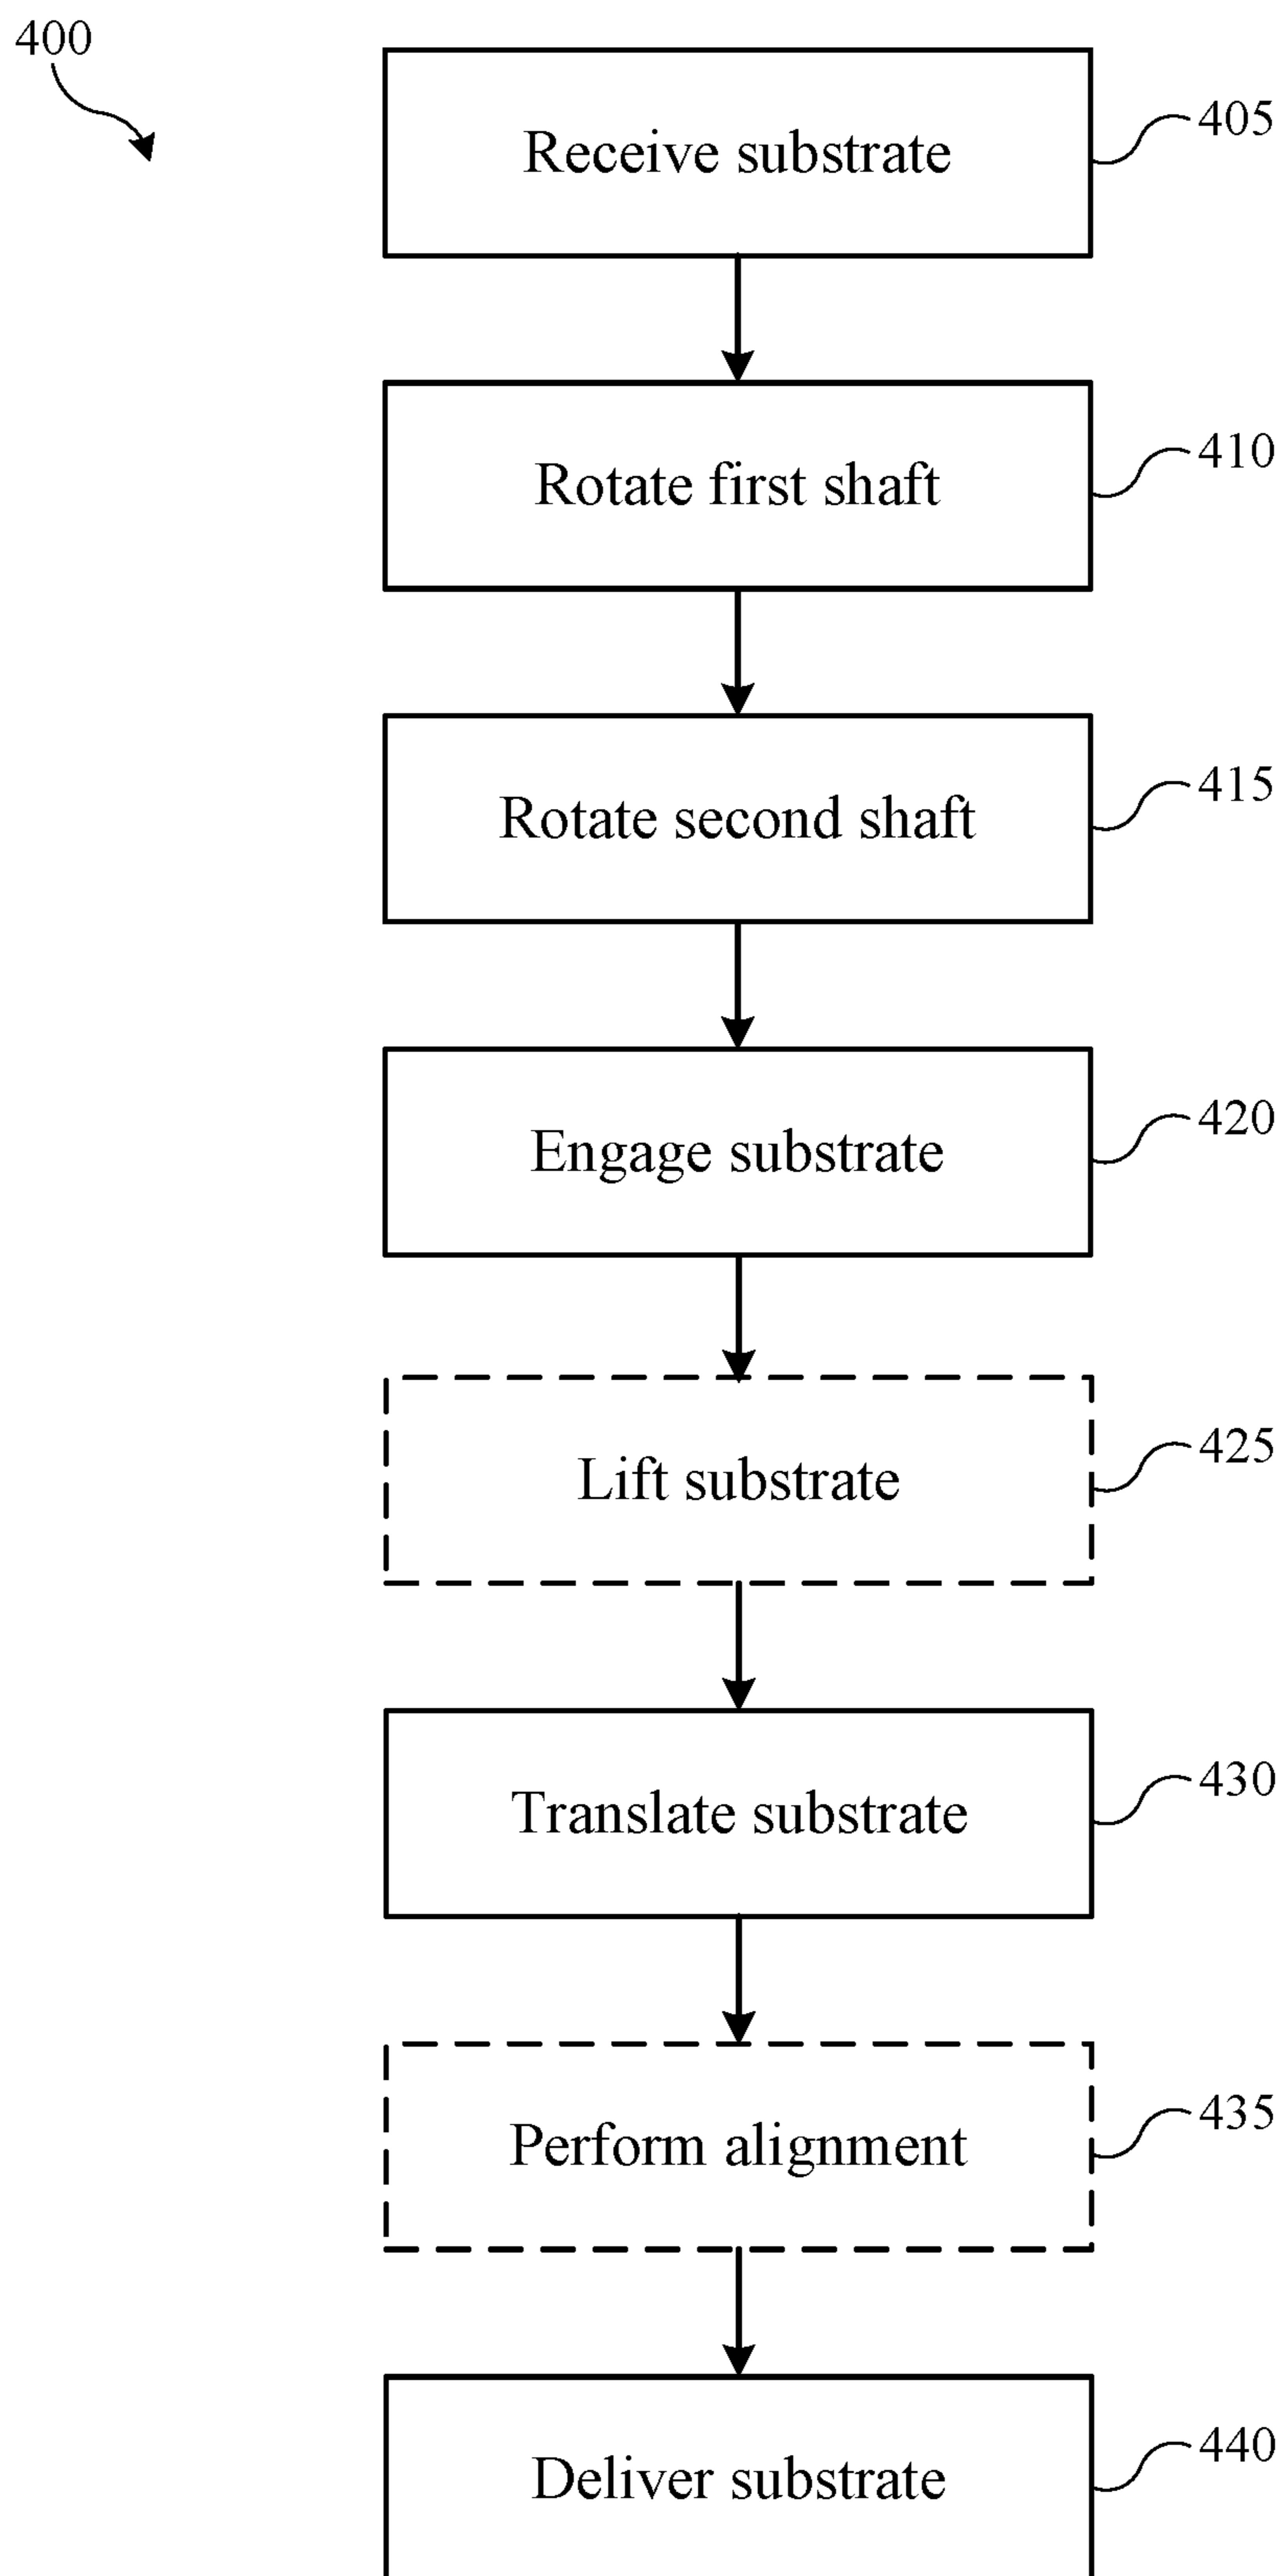 400
Receive substrate
405
Rotate first shaft
410
Rotate second shaft
415
Engage substrate
420
Lift substrate
425
Translate substrate
430
Perform alignment
435
Deliver substrate
440